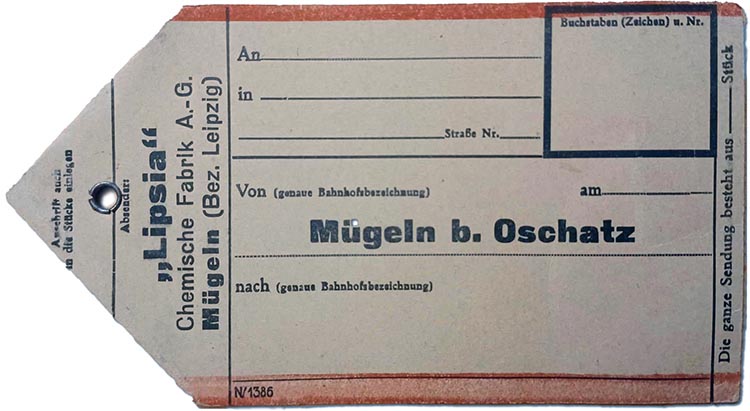 Anschrift auch
in die Stücke einlegen
Absender:
„Lipsia“
Chemische Fabrik A.-G.
Mügeln (Bez. Leipzig)
Buchstaben (Zeichen) u. Nr.
An
in
Straße Nr.
Von (genaue Bahnhofsbezeichnung) am
Mügeln b. Oschatz
nach (genaue Bahnhofsbezeichnung)
N/1386
Die ganze Sendung besteht aus Stück